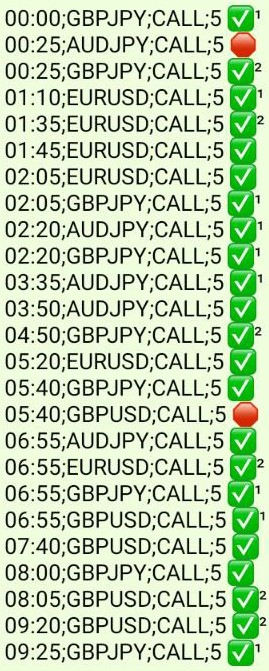 00:00;GBPJPY;CALL;5 ✅¹
00:25;AUDJPY;CALL;5 🛑
00:25;GBPJPY;CALL;5 ✅²
01:10;EURUSD;CALL;5 ✅¹
01:35;EURUSD;CALL;5 ✅²
01:45;EURUSD;CALL;5 ✅
02:05;EURUSD;CALL;5 ✅
02:05;GBPJPY;CALL;5 ✅¹
02:20;AUDJPY;CALL;5 ✅¹
02:20;GBPJPY;CALL;5 ✅¹
03:35;AUDJPY;CALL;5 ✅¹
03:50;AUDJPY;CALL;5 ✅
04:50;GBPJPY;CALL;5 ✅²
05:20;EURUSD;CALL;5 ✅
05:40;GBPJPY;CALL;5 ✅
05:40;GBPUSD;CALL;5 🛑
06:55;AUDJPY;CALL;5 ✅
06:55;EURUSD;CALL;5 ✅²
06:55;GBPJPY;CALL;5 ✅¹
06:55;GBPUSD;CALL;5 ✅¹
07:40;GBPUSD;CALL;5 ✅
08:00;GBPJPY;CALL;5 ✅
08:05;GBPUSD;CALL;5 ✅²
09:20;GBPUSD;CALL;5 ✅²
09:25;GBPJPY;CALL;5 ✅¹